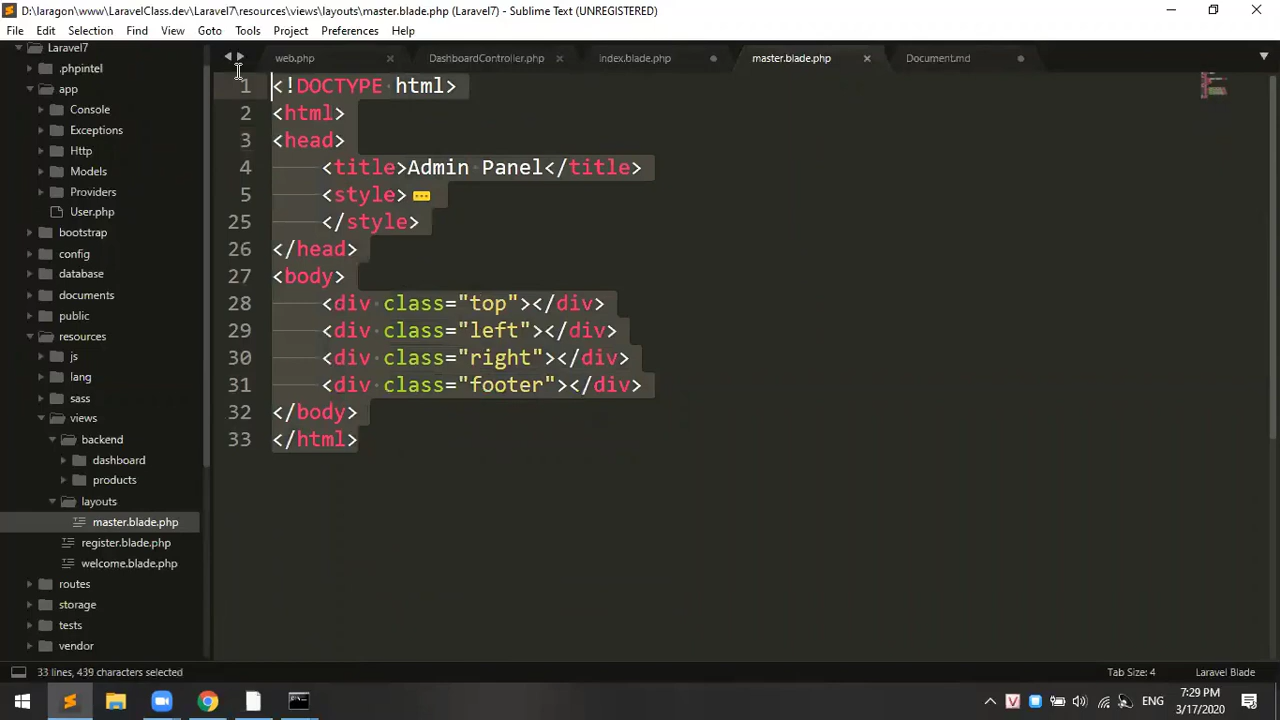 D:\laragon\www\LaravelClass.dev\Laravel7\resources\views\layouts\master.blade.php (Laravel7) - Sublime Text (UNREGISTERED)
File Edit Selection Find View Goto Tools Project Preferences Help
Laravel7
.phpintel
app
Console
Exceptions
Http
Models
Providers
User.php
bootstrap
config
database
documents
public
resources
js
lang
sass
views
backend
dashboard
products
layouts
master.blade.php
register.blade.php
welcome.blade.php
routes
storage
tests
vendor
web.php DashboardController.php index.blade.php master.blade.php Document.md
1 <!DOCTYPE html>
2 <html>
3 <head>
4 <title>Admin Panel</title>
5 <style>
25 </style>
26 </head>
27 <body>
28 <div class="top"></div>
29 <div class="left"></div>
30 <div class="right"></div>
31 <div class="footer"></div>
32 </body>
33 </html>
33 lines, 439 characters selected Tab Size: 4 Laravel Blade
V ENG 7:29 PM
3/17/2020